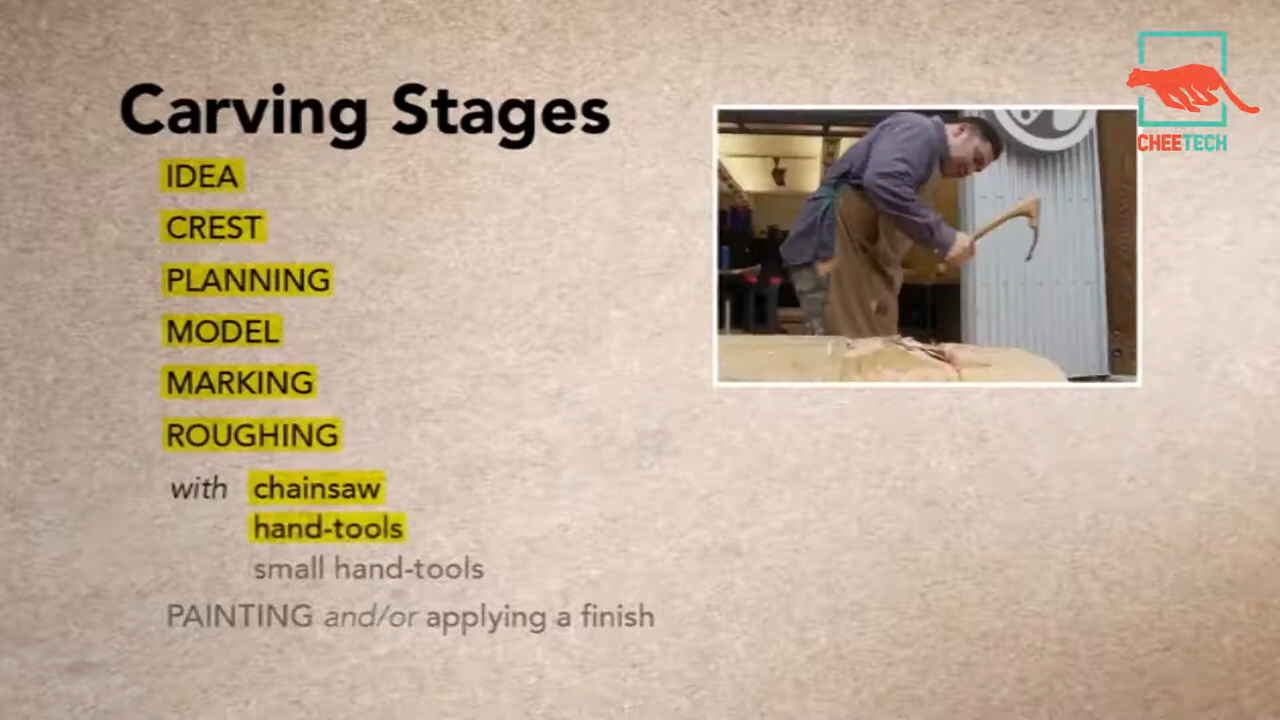 Carving Stages
IDEA
CREST
PLANNING
MODEL
MARKING
ROUGHING
with chainsaw
hand-tools
small hand-tools
PAINTING and/or applying a finish
CHEETECH